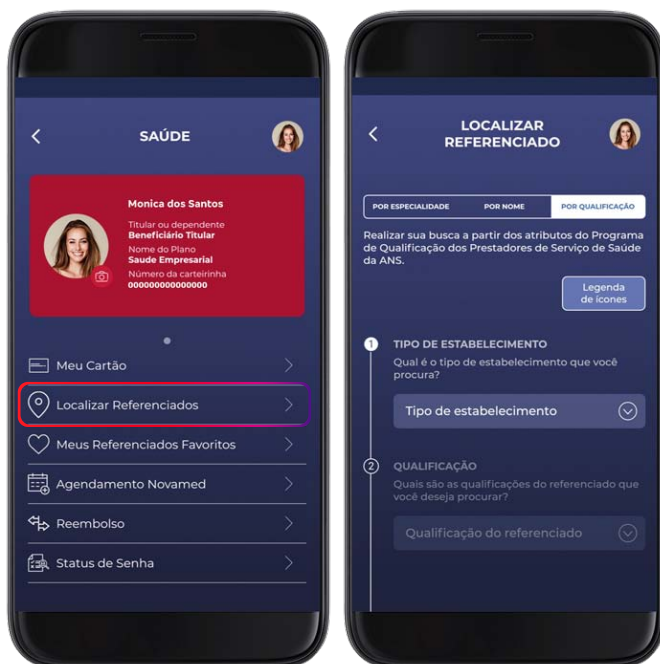 SAÚDE
Monica dos Santos
Titular ou dependente
Beneficiário Titular
Nome do Plano
Saude Empresarial
Número da carteirinha
000000000000000
Meu Cartão
Localizar Referenciados
Meus Referenciados Favoritos
Agendamento Novamed
Reembolso
Status de Senha
LOCALIZAR
REFERENCIADO
POR ESPECIALIDADE POR NOME POR QUALIFICAÇÃO
Realizar sua busca a partir dos atributos do Programa
de Qualificação dos Prestadores de Serviço de Saúde
da ANS.
Legenda
de ícones
1 TIPO DE ESTABELECIMENTO
Qual é o tipo de estabelecimento que você
procura?
Tipo de estabelecimento
2 QUALIFICAÇÃO
Quais são as qualificações do referenciado que
você deseja procurar?
Qualificação do referenciado